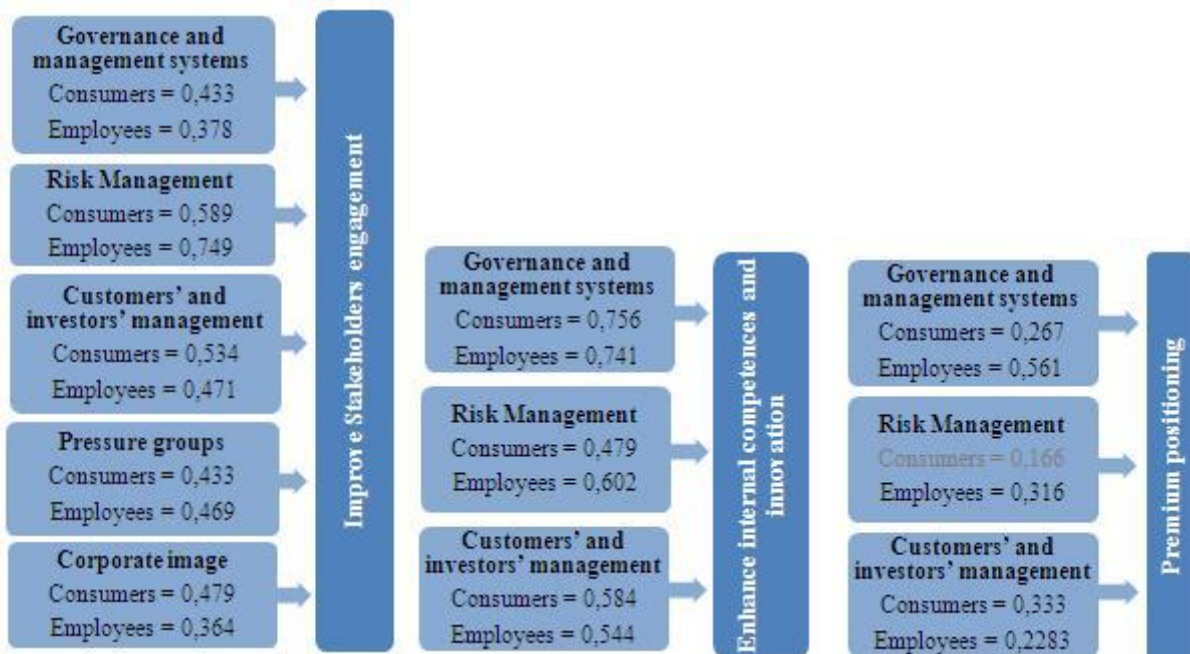 Governance and
management systems
Consumers = 0,433
Employees = 0,378
Risk Management
Consumers = 0,589
Employees = 0,749
Customers’ and
investors’ management
Consumers = 0,534
Employees = 0,471
Pressure groups
Consumers = 0,433
Employees = 0,469
Corporate image
Consumers = 0,479
Employees = 0,364
Improve Stakeholders engagement
Governance and
management systems
Consumers = 0,756
Employees = 0,741
Risk Management
Consumers = 0,479
Employees = 0,602
Customers’ and
investors’ management
Consumers = 0,584
Employees = 0,544
Enhance internal competences and
innovation
Governance and
management systems
Consumers = 0,267
Employees = 0,561
Risk Management
Consumers = 0,166
Employees = 0,316
Customers’ and
investors’ management
Consumers = 0,333
Employees = 0,2283
Premium positioning